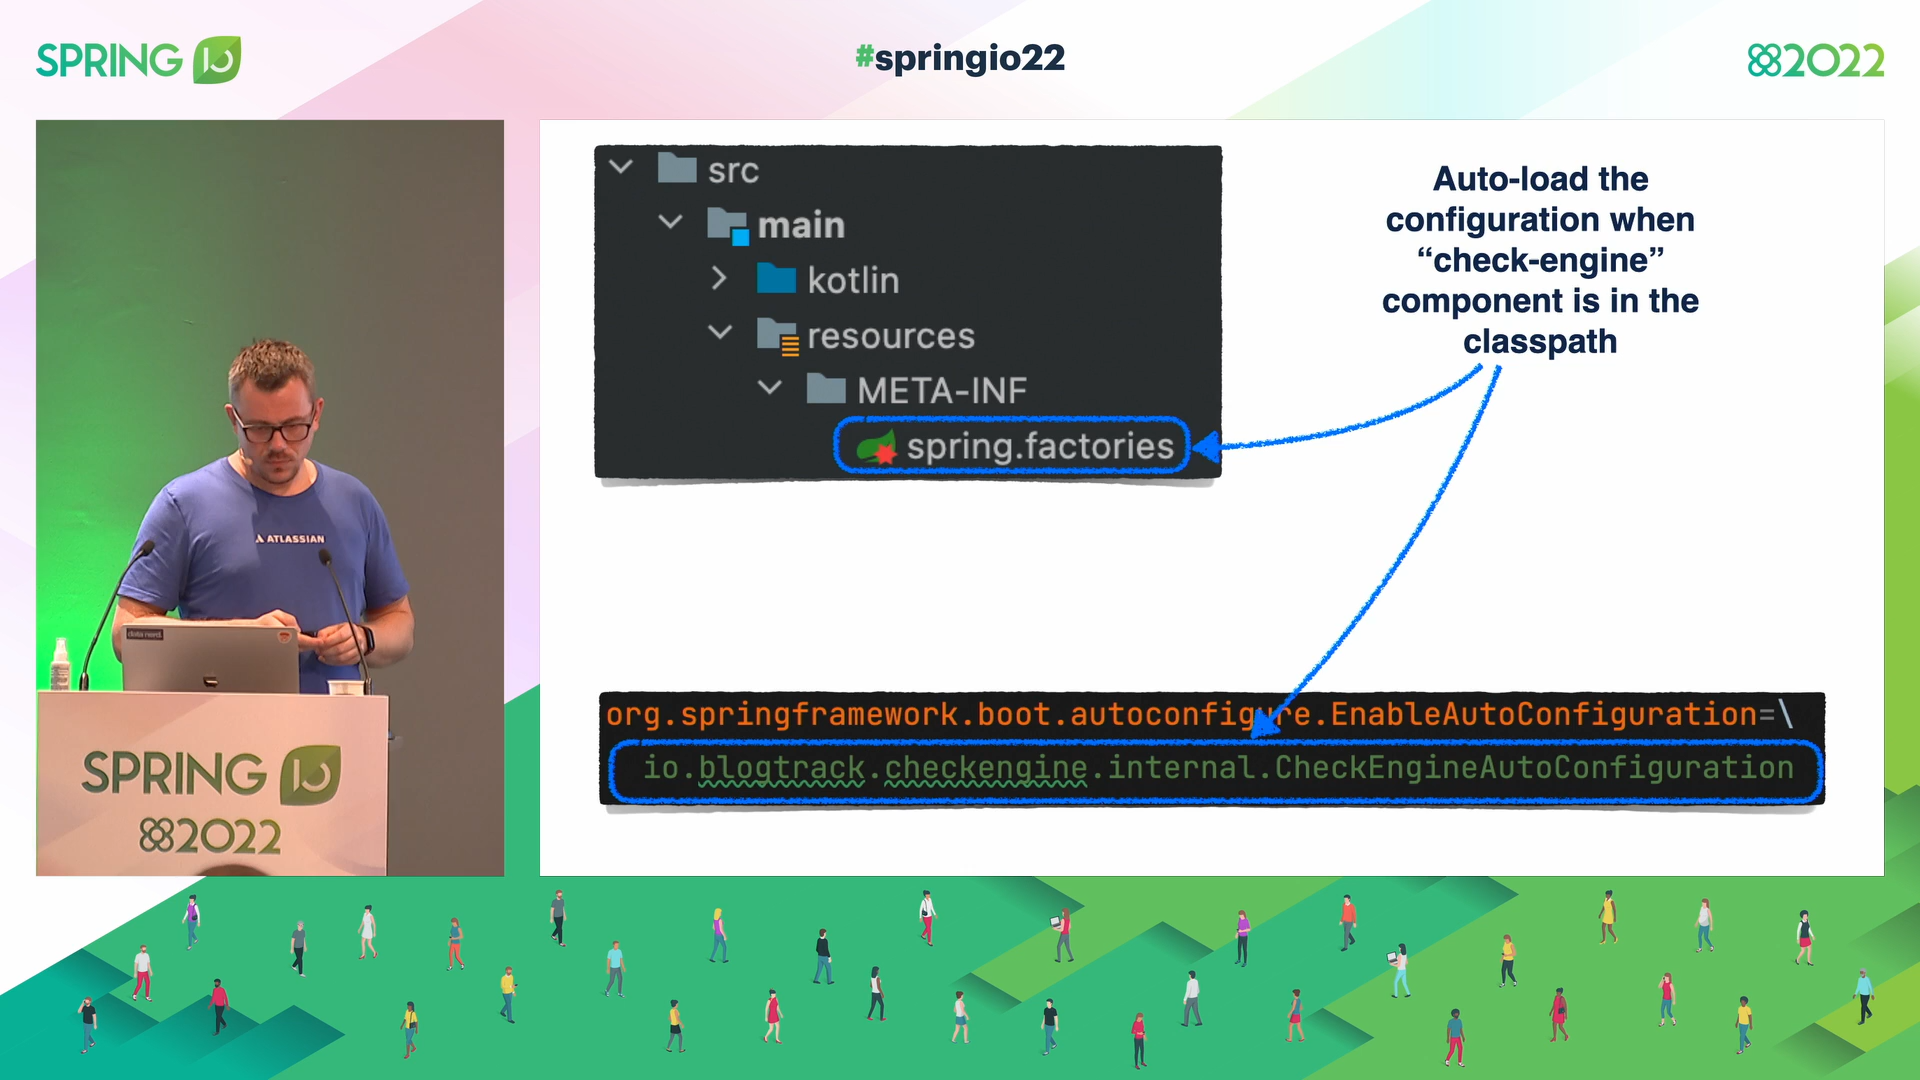 SPRING IO
#springio22
2022
src
main
kotlin
resources
META-INF
spring.factories
Auto-load the
configuration when
“check-engine”
component is in the
classpath
org.springframework.boot.autoconfigure.EnableAutoConfiguration=\
io.blogtrack.checkengine.internal.CheckEngineAutoConfiguration
ATLASSIAN
SPRING IO
2022